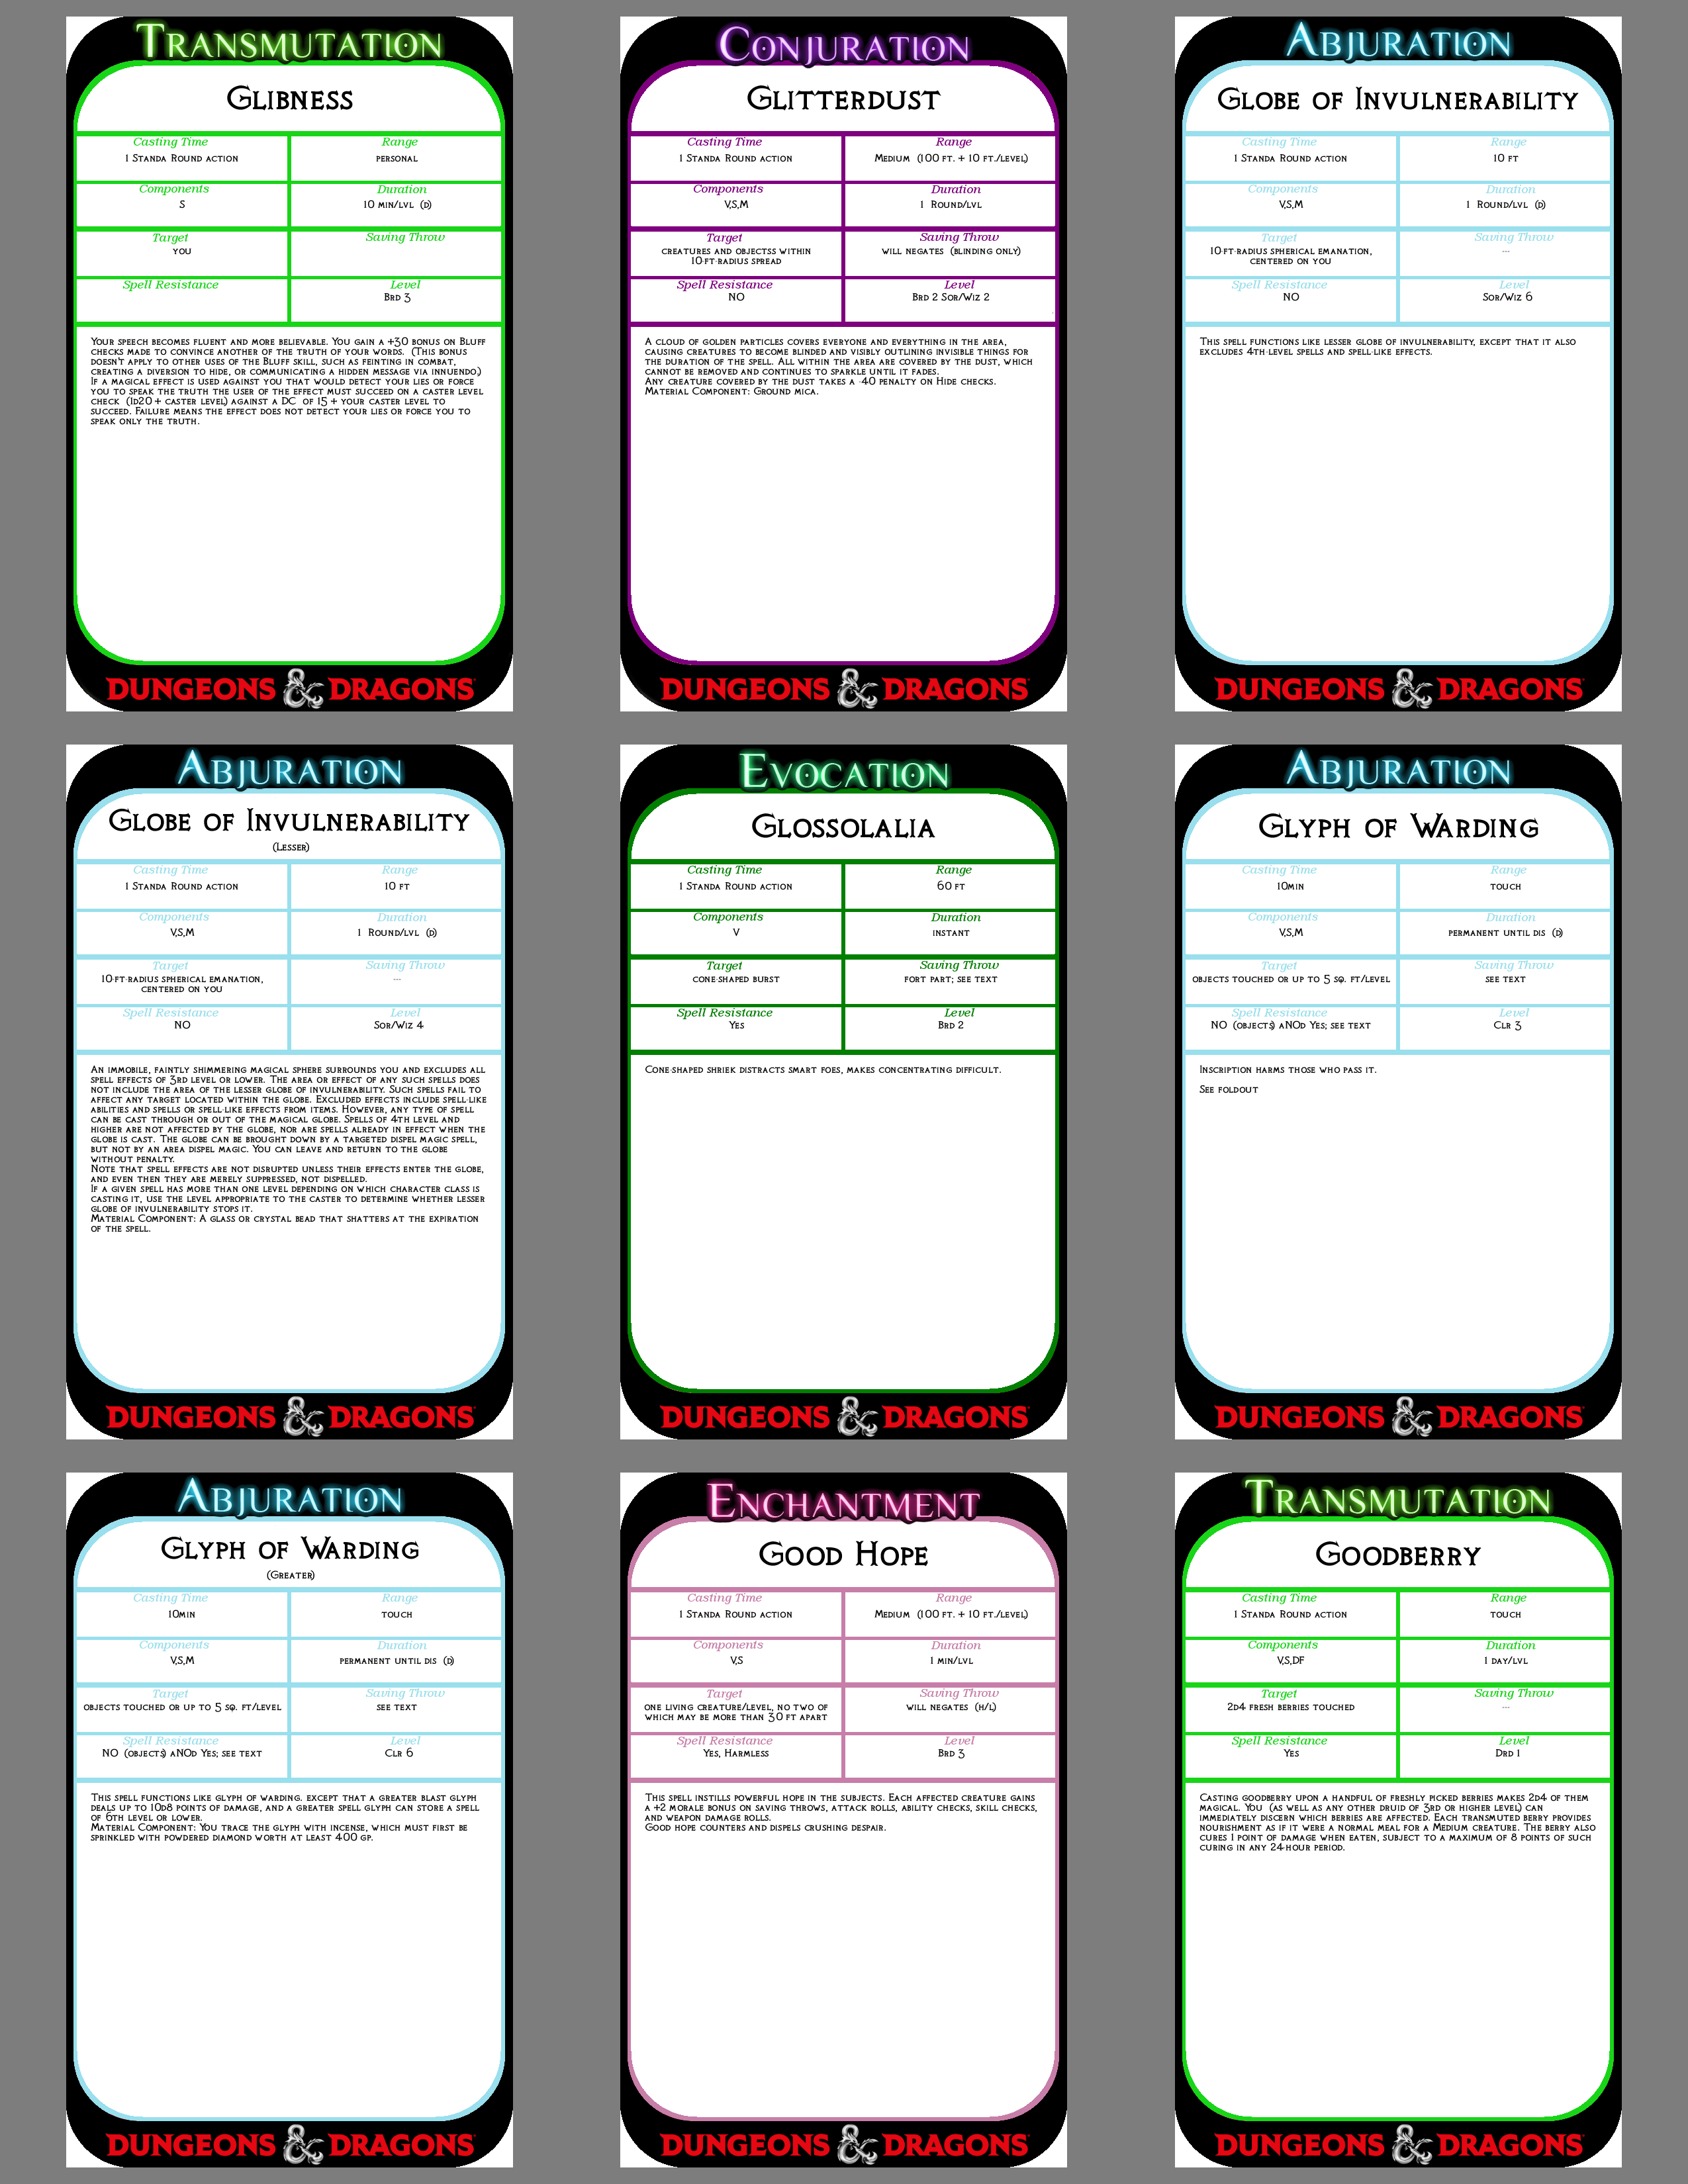 Transmutation
Glibness
Casting Time
Range
1 Standa Round action
personal
Components
Duration
S
10 min/lvl (d)
Target
Saving Throw
you
Spell Resistance
Level
Brd 3
Your speech becomes fluent and more believable. You gain a +30 bonus on Bluff
checks made to convince another of the truth of your words. (This bonus
doesn't apply to other uses of the Bluff skill, such as feinting in combat,
creating a diversion to hide, or communicating a hidden message via innuendo.)
If a magical effect is used against you that would detect your lies or force
you to speak the truth the user of the effect must succeed on a caster level
check (1d20 + caster level) against a DC of 15 + your caster level to
succeed. Failure means the effect does not detect your lies or force you to
speak only the truth.
DUNGEONS & DRAGONS
Conjuration
Glitterdust
Casting Time
Range
1 Standa Round action
Medium (100 ft. + 10 ft./level)
Components
Duration
V,S,M
1 Round/lvl
Target
Saving Throw
creatures and objectss within
10-ft-radius spread
will negates (blinding only)
Spell Resistance
Level
NO
Brd 2 Sor/Wiz 2
A cloud of golden particles covers everyone and everything in the area,
causing creatures to become blinded and visibly outlining invisible things for
the duration of the spell. All within the area are covered by the dust, which
cannot be removed and continues to sparkle until it fades.
Any creature covered by the dust takes a -40 penalty on Hide checks.
Material Component: Ground mica.
DUNGEONS & DRAGONS
Abjuration
Globe of Invulnerability
Casting Time
Range
1 Standa Round action
10 ft
Components
Duration
V,S,M
1 Round/lvl (d)
Target
Saving Throw
10-ft-radius spherical emanation,
centered on you
---
Spell Resistance
Level
NO
Sor/Wiz 6
This spell functions like lesser globe of invulnerability, except that it also
excludes 4th-level spells and spell-like effects.
DUNGEONS & DRAGONS
Abjuration
Globe of Invulnerability
(Lesser)
Casting Time
Range
1 Standa Round action
10 ft
Components
Duration
V,S,M
1 Round/lvl (d)
Target
Saving Throw
10-ft-radius spherical emanation,
centered on you
---
Spell Resistance
Level
NO
Sor/Wiz 4
An immobile, faintly shimmering magical sphere surrounds you and excludes all
spell effects of 3rd level or lower. The area or effect of any such spells does
not include the area of the lesser globe of invulnerability. Such spells fail to
affect any target located within the globe. Excluded effects include spell-like
abilities and spells or spell-like effects from items. However, any type of spell
can be cast through or out of the magical globe. Spells of 4th level and
higher are not affected by the globe, nor are spells already in effect when the
globe is cast. The globe can be brought down by a targeted dispel magic spell,
but not by an area dispel magic. You can leave and return to the globe
without penalty.
Note that spell effects are not disrupted unless their effects enter the globe,
and even then they are merely suppressed, not dispelled.
If a given spell has more than one level depending on which character class is
casting it, use the level appropriate to the caster to determine whether lesser
globe of invulnerability stops it.
Material Component: A glass or crystal bead that shatters at the expiration
of the spell.
DUNGEONS & DRAGONS
Evocation
Glossolalia
Casting Time
Range
1 Standa Round action
60 ft
Components
Duration
V
instant
Target
Saving Throw
cone-shaped burst
fort part; see text
Spell Resistance
Level
Yes
Brd 2
Cone-shaped shriek distracts smart foes, makes concentrating difficult.
DUNGEONS & DRAGONS
Abjuration
Glyph of Warding
Casting Time
Range
10min
touch
Components
Duration
V,S,M
permanent until dis (d)
Target
Saving Throw
objects touched or up to 5 sq. ft/level
see text
Spell Resistance
Level
NO (objects) aNOd Yes; see text
Clr 3
Inscription harms those who pass it.
See foldout
DUNGEONS & DRAGONS
Abjuration
Glyph of Warding
(Greater)
Casting Time
Range
10min
touch
Components
Duration
V,S,M
permanent until dis (d)
Target
Saving Throw
objects touched or up to 5 sq. ft/level
see text
Spell Resistance
Level
NO (objects) aNOd Yes; see text
Clr 6
This spell functions like glyph of warding. except that a greater blast glyph
deals up to 10d8 points of damage, and a greater spell glyph can store a spell
of 6th level or lower.
Material Component: You trace the glyph with incense, which must first be
sprinkled with powdered diamond worth at least 400 gp.
DUNGEONS & DRAGONS
Enchantment
Good Hope
Casting Time
Range
1 Standa Round action
Medium (100 ft. + 10 ft./level)
Components
Duration
V,S
1 min/lvl
Target
Saving Throw
one living creature/level, no two of
which may be more than 30 ft apart
will negates (h/l)
Spell Resistance
Level
Yes, Harmless
Brd 3
This spell instills powerful hope in the subjects. Each affected creature gains
a +2 morale bonus on saving throws, attack rolls, ability checks, skill checks,
and weapon damage rolls.
Good hope counters and dispels crushing despair.
DUNGEONS & DRAGONS
Transmutation
Goodberry
Casting Time
Range
1 Standa Round action
touch
Components
Duration
V,S,DF
1 day/lvl
Target
Saving Throw
2d4 fresh berries touched
---
Spell Resistance
Level
Yes
Drd 1
Casting goodberry upon a handful of freshly picked berries makes 2d4 of them
magical. You (as well as any other druid of 3rd or higher level) can
immediately discern which berries are affected. Each transmuted berry provides
nourishment as if it were a normal meal for a Medium creature. The berry also
cures 1 point of damage when eaten, subject to a maximum of 8 points of such
curing in any 24-hour period.
DUNGEONS & DRAGONS